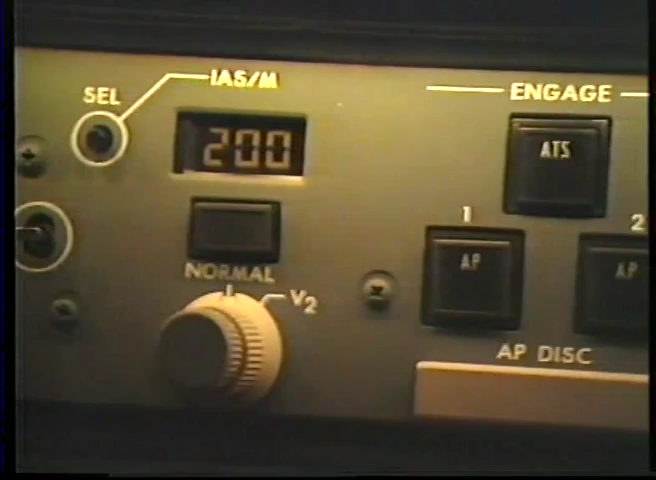 IAS/M
SEL
200
NORMAL
V2
ENGAGE
ATS
1
2
AP
AP
AP DISC